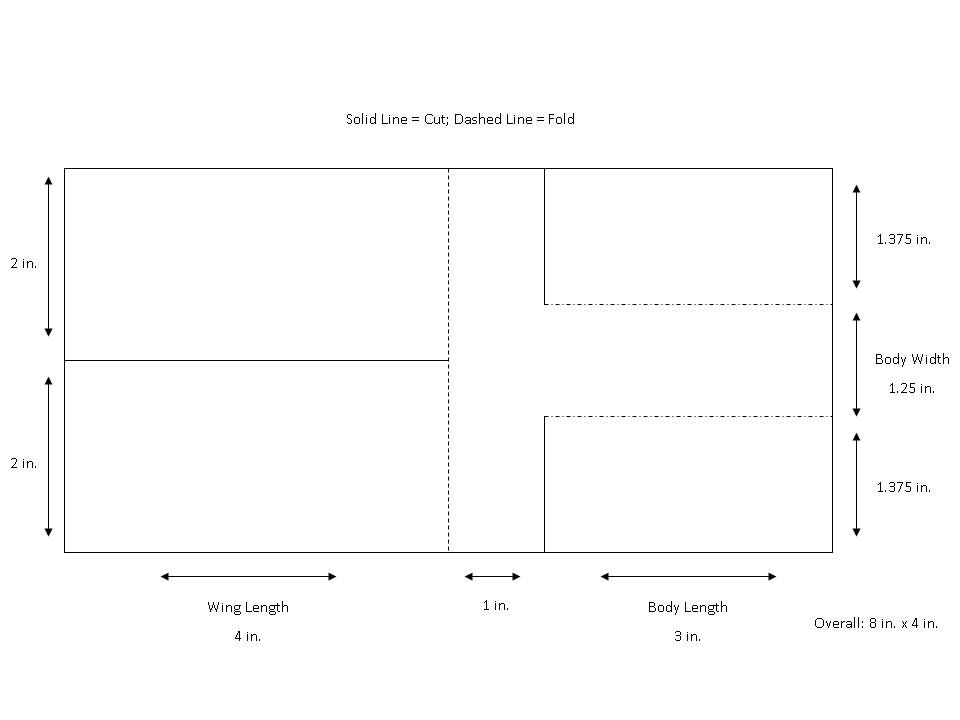 Solid Line = Cut; Dashed Line = Fold
2 in.
1.375 in.
Body Width
1.25 in.
2 in.
1.375 in.
Wing Length
4 in.
1 in.
Body Length
3 in.
Overall: 8 in. x 4 in.